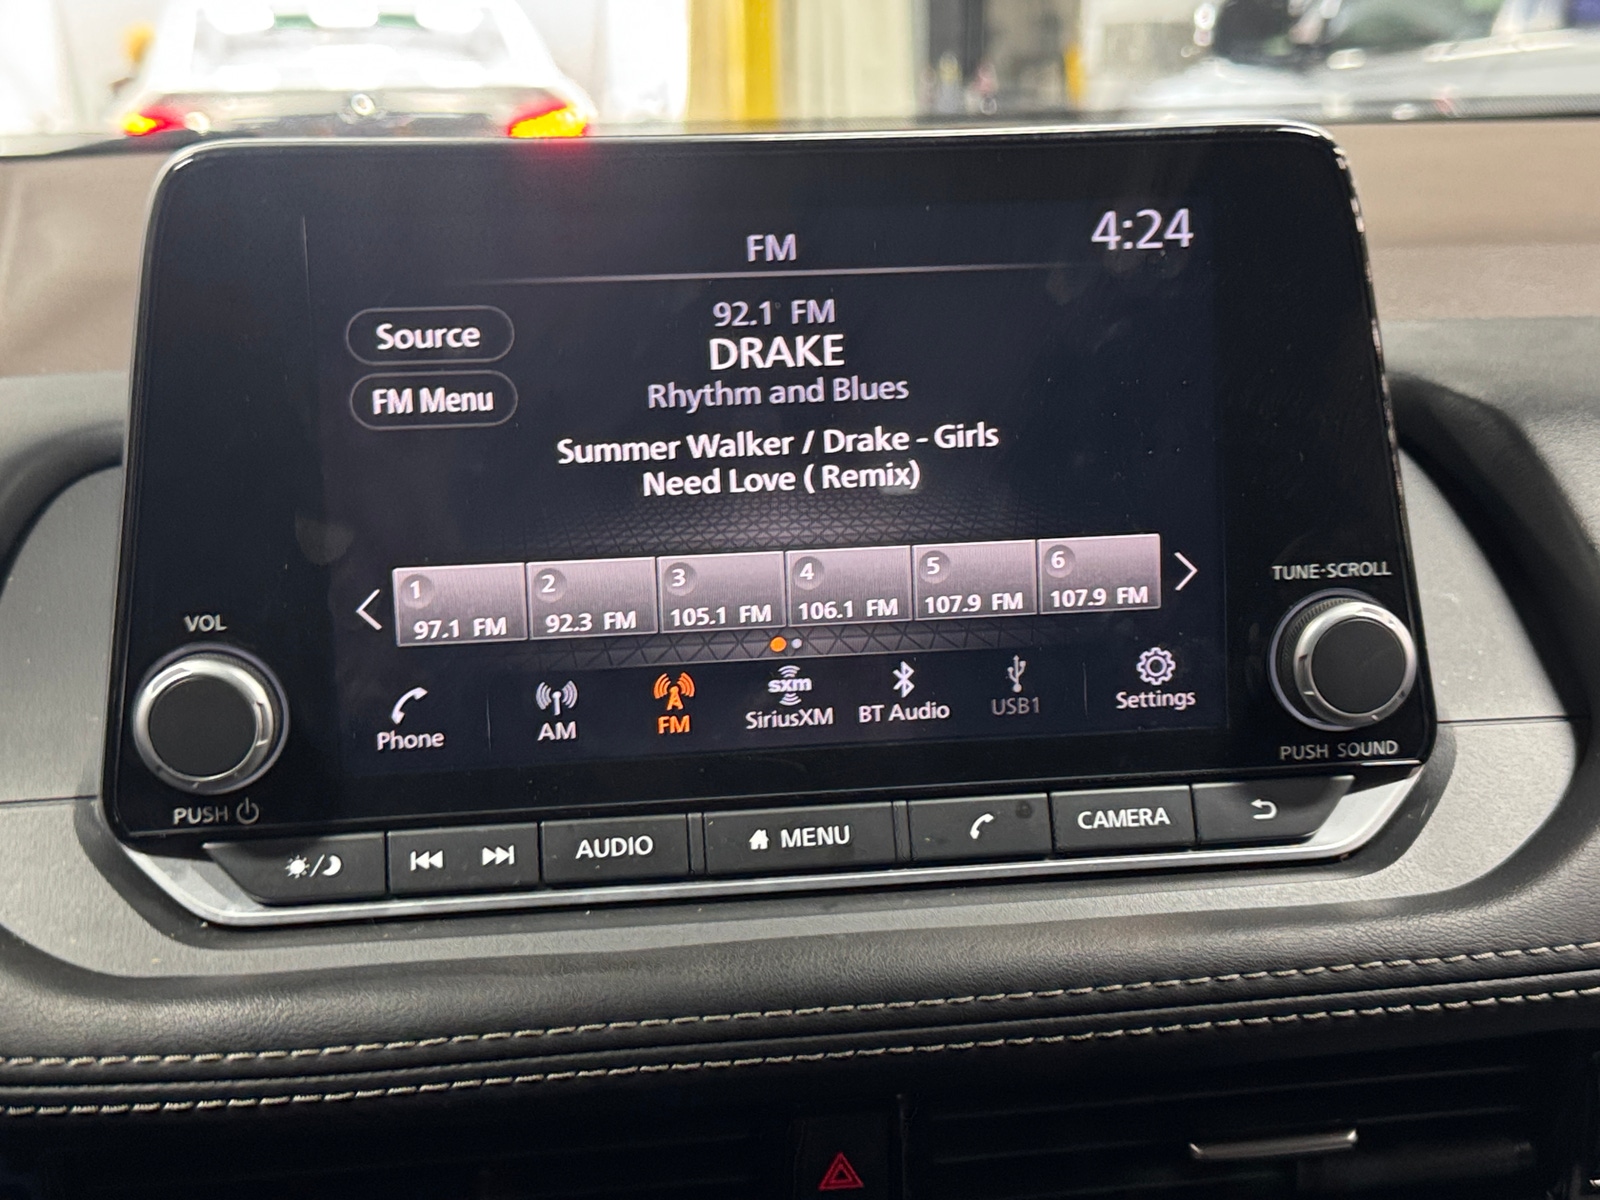 FM
4:24
Source
FM Menu
92.1 FM
DRAKE
Rhythm and Blues
Summer Walker / Drake - Girls
Need Love ( Remix)
1
97.1 FM
2
92.3 FM
3
105.1 FM
4
106.1 FM
5
107.9 FM
6
107.9 FM
Phone
AM
FM
sxm
SiriusXM
BT Audio
USB1
Settings
VOL
PUSH
TUNE·SCROLL
PUSH SOUND
AUDIO
MENU
CAMERA